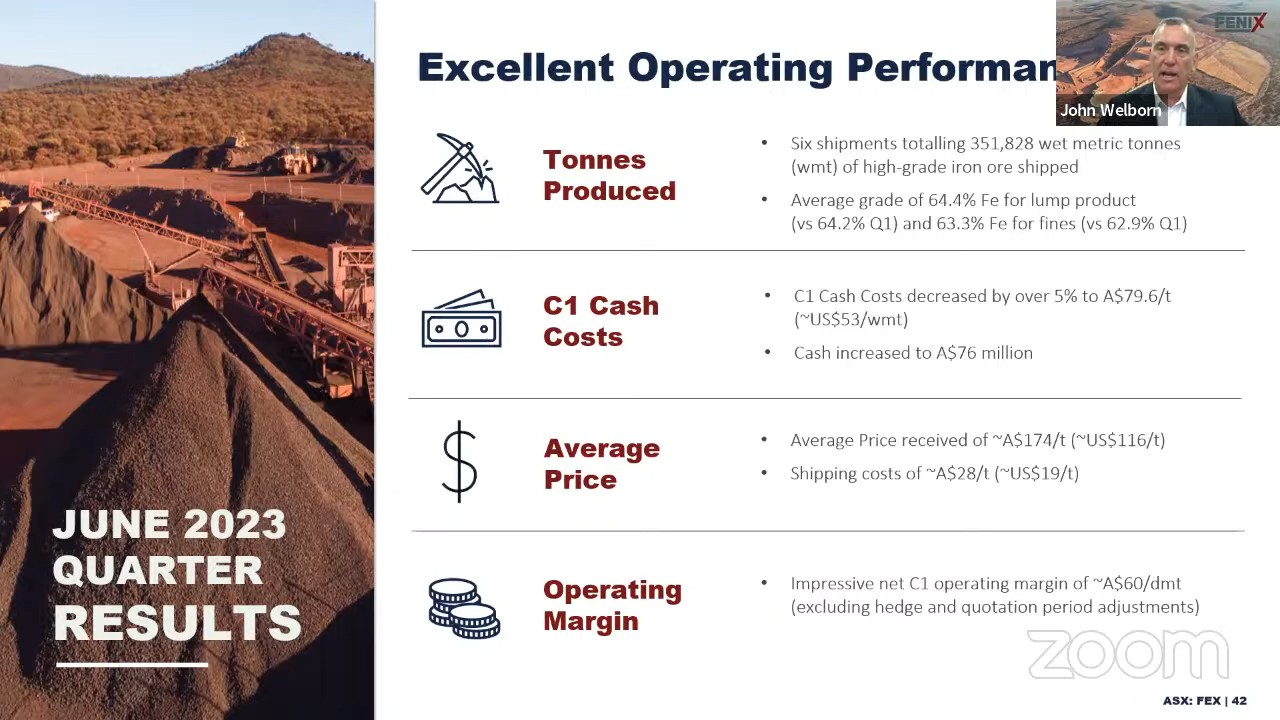 Excellent Operating Performan
FENIX
John Welborn
Tonnes
Produced
• Six shipments totalling 351,828 wet metric tonnes
(wmt) of high-grade iron ore shipped
• Average grade of 64.4% Fe for lump product
(vs 64.2% Q1) and 63.3% Fe for fines (vs 62.9% Q1)
C1 Cash
Costs
• C1 Cash Costs decreased by over 5% to A$79.6/t
(~US$53/wmt)
• Cash increased to A$76 million
Average
Price
• Average Price received of ~A$174/t (~US$116/t)
• Shipping costs of ~A$28/t (~US$19/t)
Operating
Margin
• Impressive net C1 operating margin of ~A$60/dmt
(excluding hedge and quotation period adjustments)
JUNE 2023
QUARTER
RESULTS
zoom
ASX: FEX | 42